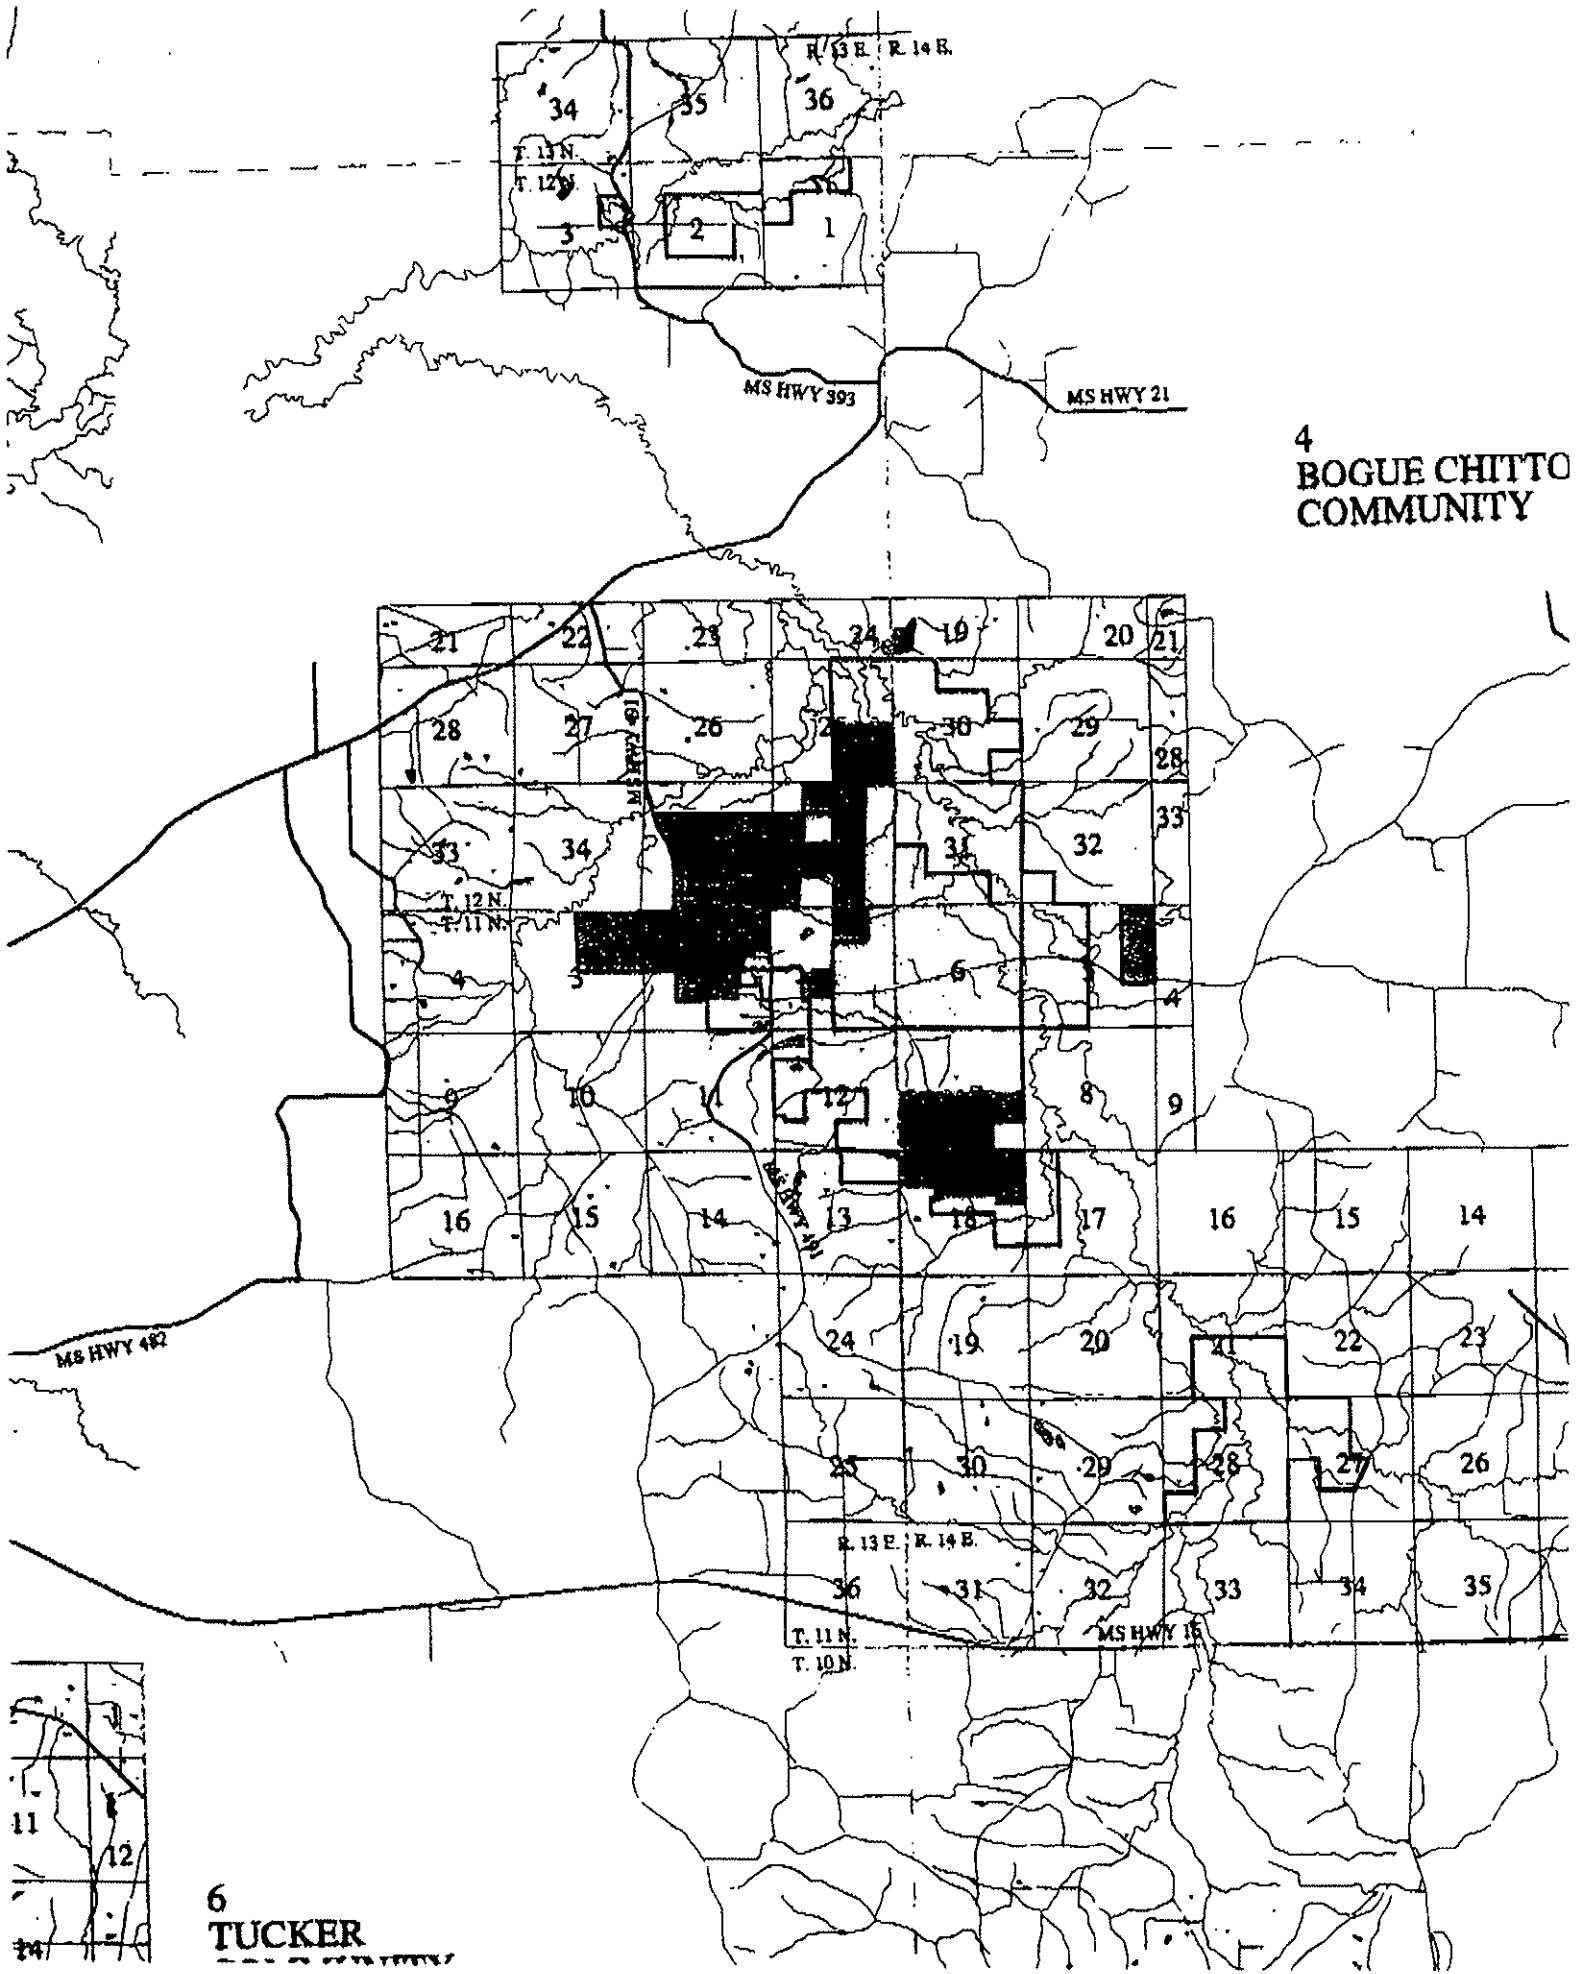 R. 13 E. R. 14 E.
34 35 36
T. 13 N.
T. 12 N.
3 2 1
MS HWY 393
MS HWY 21
4
BOGUE CHITTO
COMMUNITY
21 22 23 24 19 20 21
28 27 26 30 29 28
MS HWY 491
33 34 31 32 33
T. 12 N.
T. 11 N.
4 3 6 4
9 10 11 12 8 9
MS HWY 491
16 15 14 13 18 17 16 15 14
24 19 20 21 22 23
MS HWY 482
25 30 29 28 27 26
R. 13 E. R. 14 E.
36 31 32 33 34 35
T. 11 N.
MS HWY 16
T. 10 N.
11
12
14
6
TUCKER